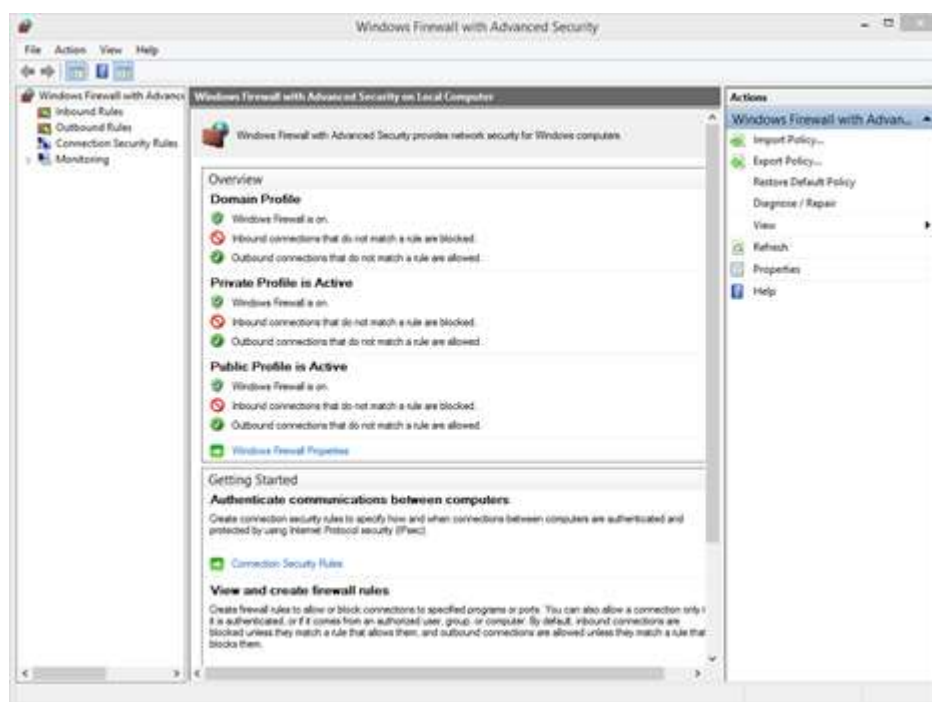 Windows Firewall with Advanced Security
File Action View Help
Windows Firewall with Advance
Inbound Rules
Outbound Rules
Connection Security Rules
Monitoring
Windows Firewall with Advanced Security on Local Computer
Windows Firewall with Advanced Security provides network security for Windows computers.
Overview
Domain Profile
Windows Firewall is on.
Inbound connections that do not match a rule are blocked.
Outbound connections that do not match a rule are allowed.
Private Profile is Active
Windows Firewall is on.
Inbound connections that do not match a rule are blocked.
Outbound connections that do not match a rule are allowed.
Public Profile is Active
Windows Firewall is on.
Inbound connections that do not match a rule are blocked.
Outbound connections that do not match a rule are allowed.
Windows Firewall Properties
Getting Started
Authenticate communications between computers
Create connection security rules to specify how and when connections between computers are authenticated and
protected by using Internet Protocol security (IPsec).
Connection Security Rules
View and create firewall rules
Create firewall rules to allow or block connections to specified programs or ports. You can also allow a connection only i
it is authenticated, or if it comes from an authorized user, group, or computer. By default, inbound connections are
blocked unless they match a rule that allows them, and outbound connections are allowed unless they match a rule that
blocks them.
Actions
Windows Firewall with Advan...
Import Policy...
Export Policy...
Restore Default Policy
Diagnose / Repair
View
Refresh
Properties
Help